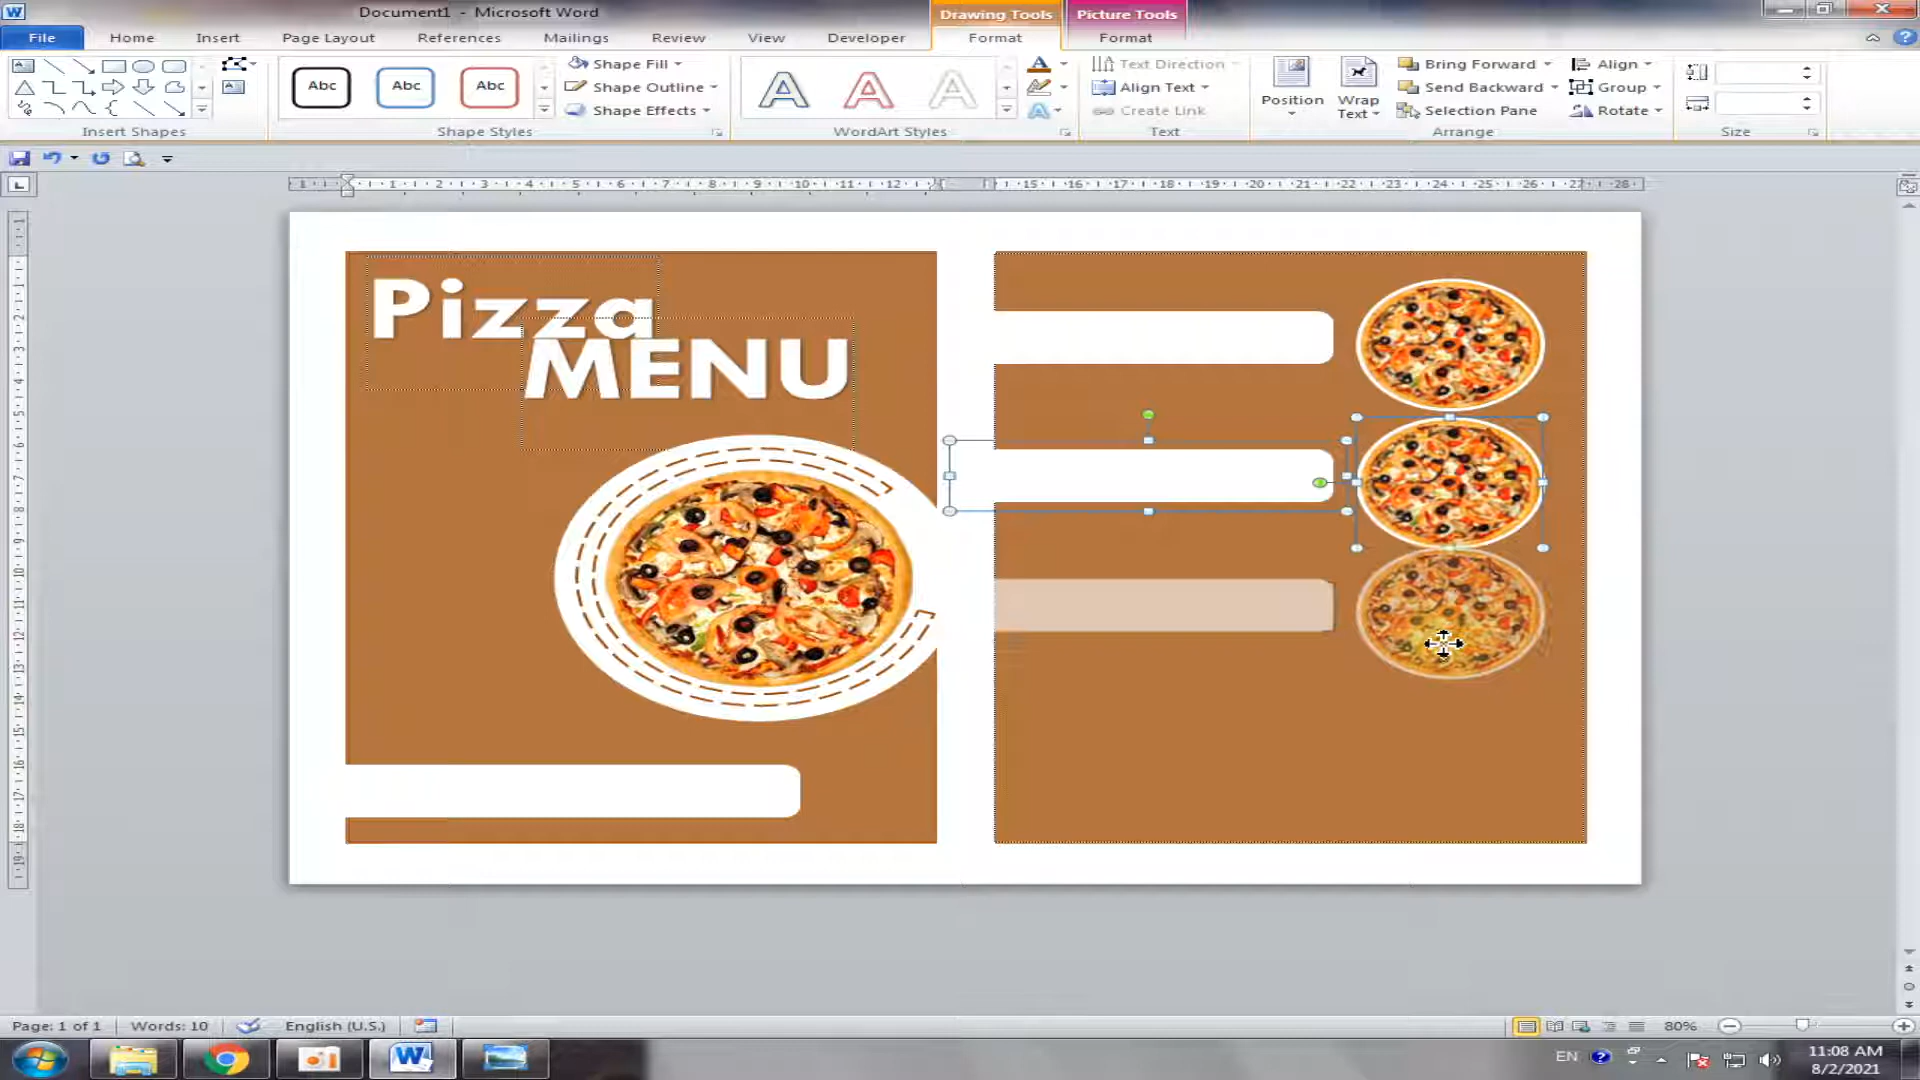 Document1 - Microsoft Word
Drawing Tools
Picture Tools
File
Home
Insert
Page Layout
References
Mailings
Review
View
Developer
Format
Format
Abc
Abc
Abc
Shape Fill
Shape Outline
Shape Effects
Text Direction
Align Text
Create Link
Position
Wrap
Text
Bring Forward
Send Backward
Selection Pane
Align
Group
Rotate
Insert Shapes
Shape Styles
WordArt Styles
Text
Arrange
Size
Pizza
MENU
Page: 1 of 1
Words: 10
English (U.S.)
80%
EN
11:08 AM
8/2/2021